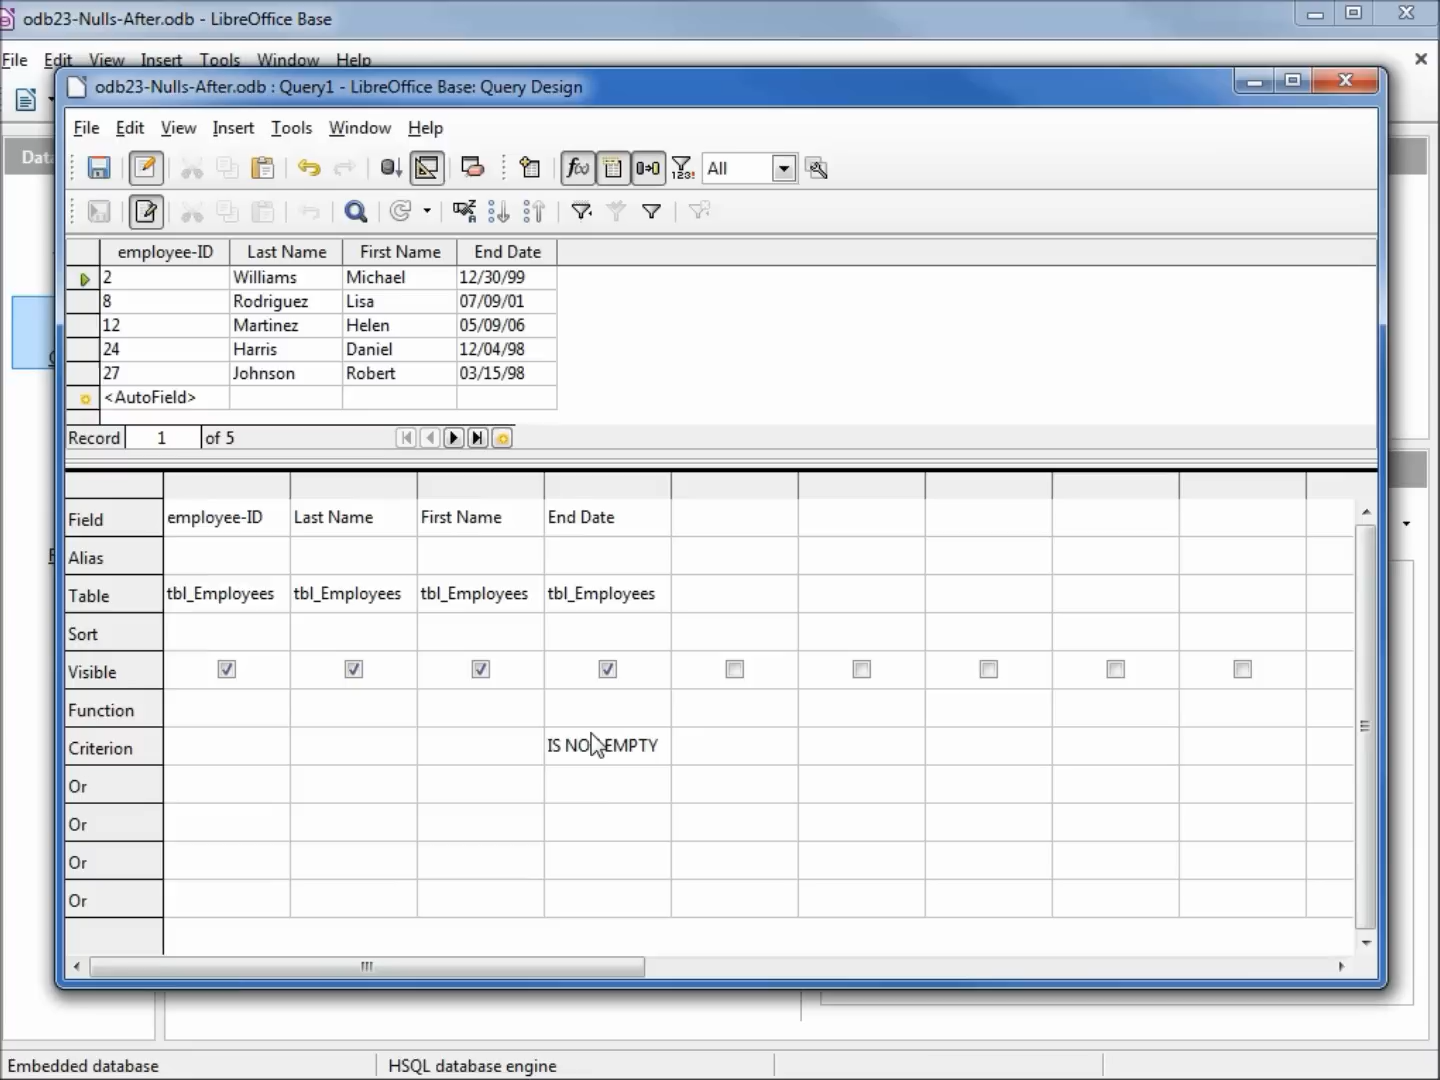 odb23-Nulls-After.odb - LibreOffice Base
File Edit View Insert Tools Window Help
odb23-Nulls-After.odb : Query1 - LibreOffice Base: Query Design
File Edit View Insert Tools Window Help
All
employee-ID Last Name First Name End Date
2 Williams Michael 12/30/99
8 Rodriguez Lisa 07/09/01
12 Martinez Helen 05/09/06
24 Harris Daniel 12/04/98
27 Johnson Robert 03/15/98
<AutoField>
Record 1 of 5
Field employee-ID Last Name First Name End Date
Alias
Table tbl_Employees tbl_Employees tbl_Employees tbl_Employees
Sort
Visible
Function
Criterion IS NO EMPTY
Or
Or
Or
Or
Embedded database HSQL database engine